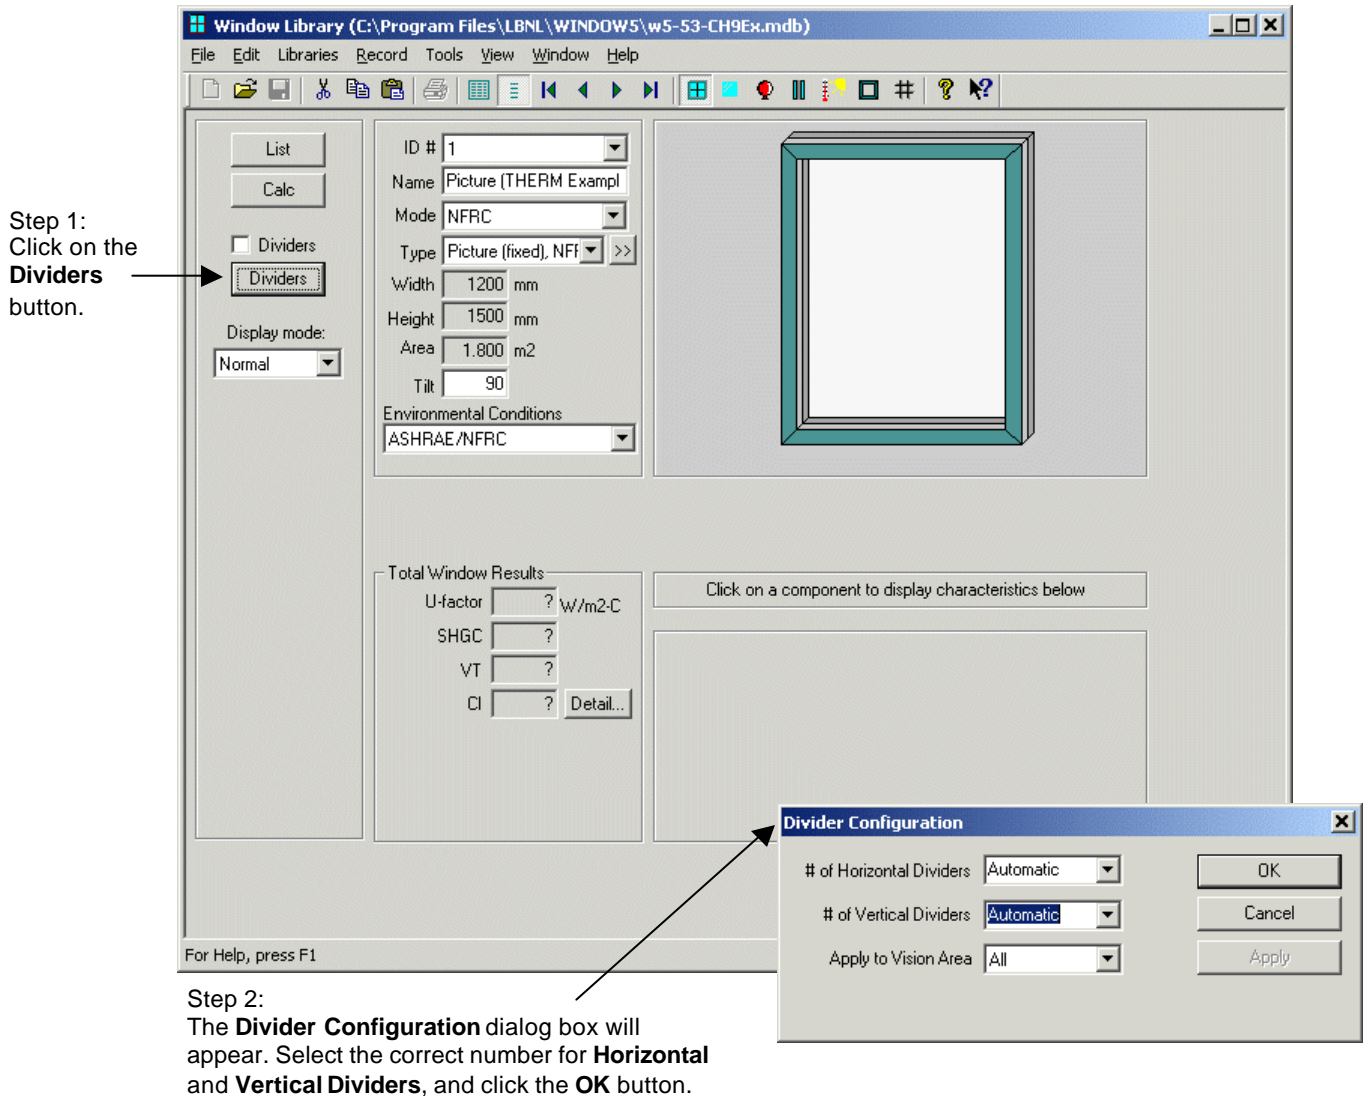 Window Library (C:\Program Files\LBNL\WINDOW5\w5-53-CH9Ex.mdb)
File Edit Libraries Record Tools View Window Help
List
Calc
Dividers
Dividers
Display mode:
Normal
ID # 1
Name Picture (THERM Exampl
Mode NFRC
Type Picture (fixed), NFF >>
Width 1200 mm
Height 1500 mm
Area 1.800 m2
Tilt 90
Environmental Conditions
ASHRAE/NFRC
Step 1:
Click on the
Dividers
button.
Total Window Results
U-factor ? W/m2-C
SHGC ?
VT ?
CI ? Detail...
Click on a component to display characteristics below
For Help, press F1
Divider Configuration
# of Horizontal Dividers Automatic
# of Vertical Dividers Automatic
Apply to Vision Area All
OK
Cancel
Apply
Step 2:
The Divider Configuration dialog box will
appear. Select the correct number for Horizontal
and Vertical Dividers, and click the OK button.